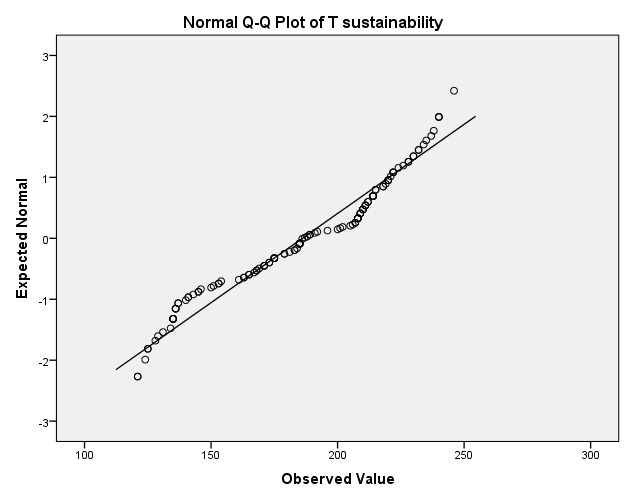 Normal Q-Q Plot of T sustainability
3
2
1
0
-1
-2
-3
Expected Normal
100 150 200 250 300
Observed Value